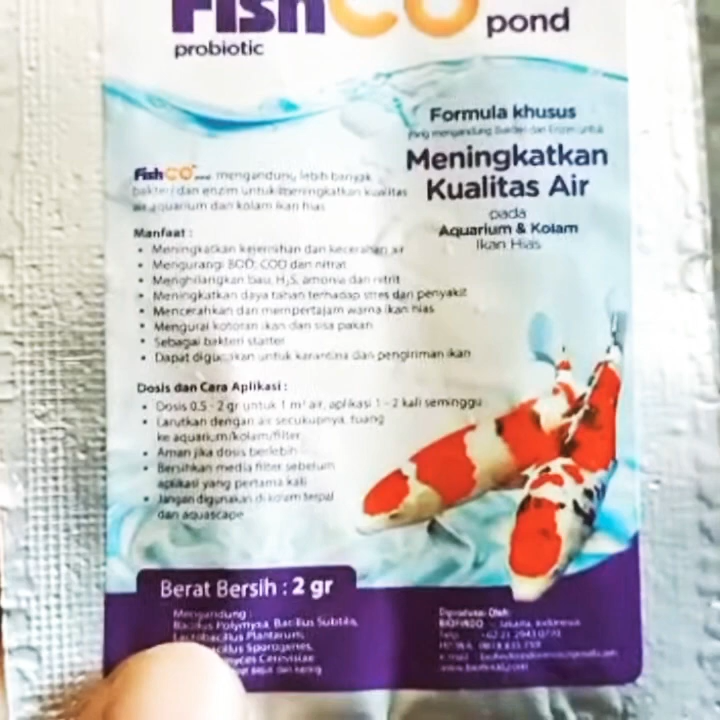 FishCO pond
probiotic
Formula khusus
yang mengandung Bakteri dan Enzim untuk
Meningkatkan
Kualitas Air
pada
Aquarium & Kolam
Ikan Hias
FishCO pond mengandung lebih banyak
bakteri dan enzim untuk meningkatkan kualitas
air aquarium dan kolam ikan hias
Manfaat :
• Meningkatkan kejernihan dan kecerahan air
• Mengurangi BOD, COD dan nitrat
• Menghilangkan bau, H₂S, amonia dan nitrit
• Meningkatkan daya tahan terhadap stres dan penyakit
• Mencerahkan dan mempertajam warna ikan hias
• Mengurai kotoran ikan dan sisa pakan
• Sebagai bakteri starter
• Dapat digunakan untuk karantina dan pengiriman ikan
Dosis dan Cara Aplikasi :
• Dosis 0,5 - 2 gr untuk 1 m³ air, aplikasi 1 - 2 kali seminggu
• Larutkan dengan air secukupnya, tuang
ke aquarium/kolam/filter
• Aman jika dosis berlebih
• Bersihkan media filter sebelum
aplikasi yang pertama kali
• Jangan digunakan di kolam terpal
dan aquascape
Berat Bersih : 2 gr
Mengandung :
Bacillus Polymyxa, Bacillus Subtilis,
Lactobacillus Plantarum,
Sporogenes,
Cerevisiae
dan kering
Diproduksi Oleh:
BIOFINDO - Jakarta, Indonesia
Telp
e-mail :